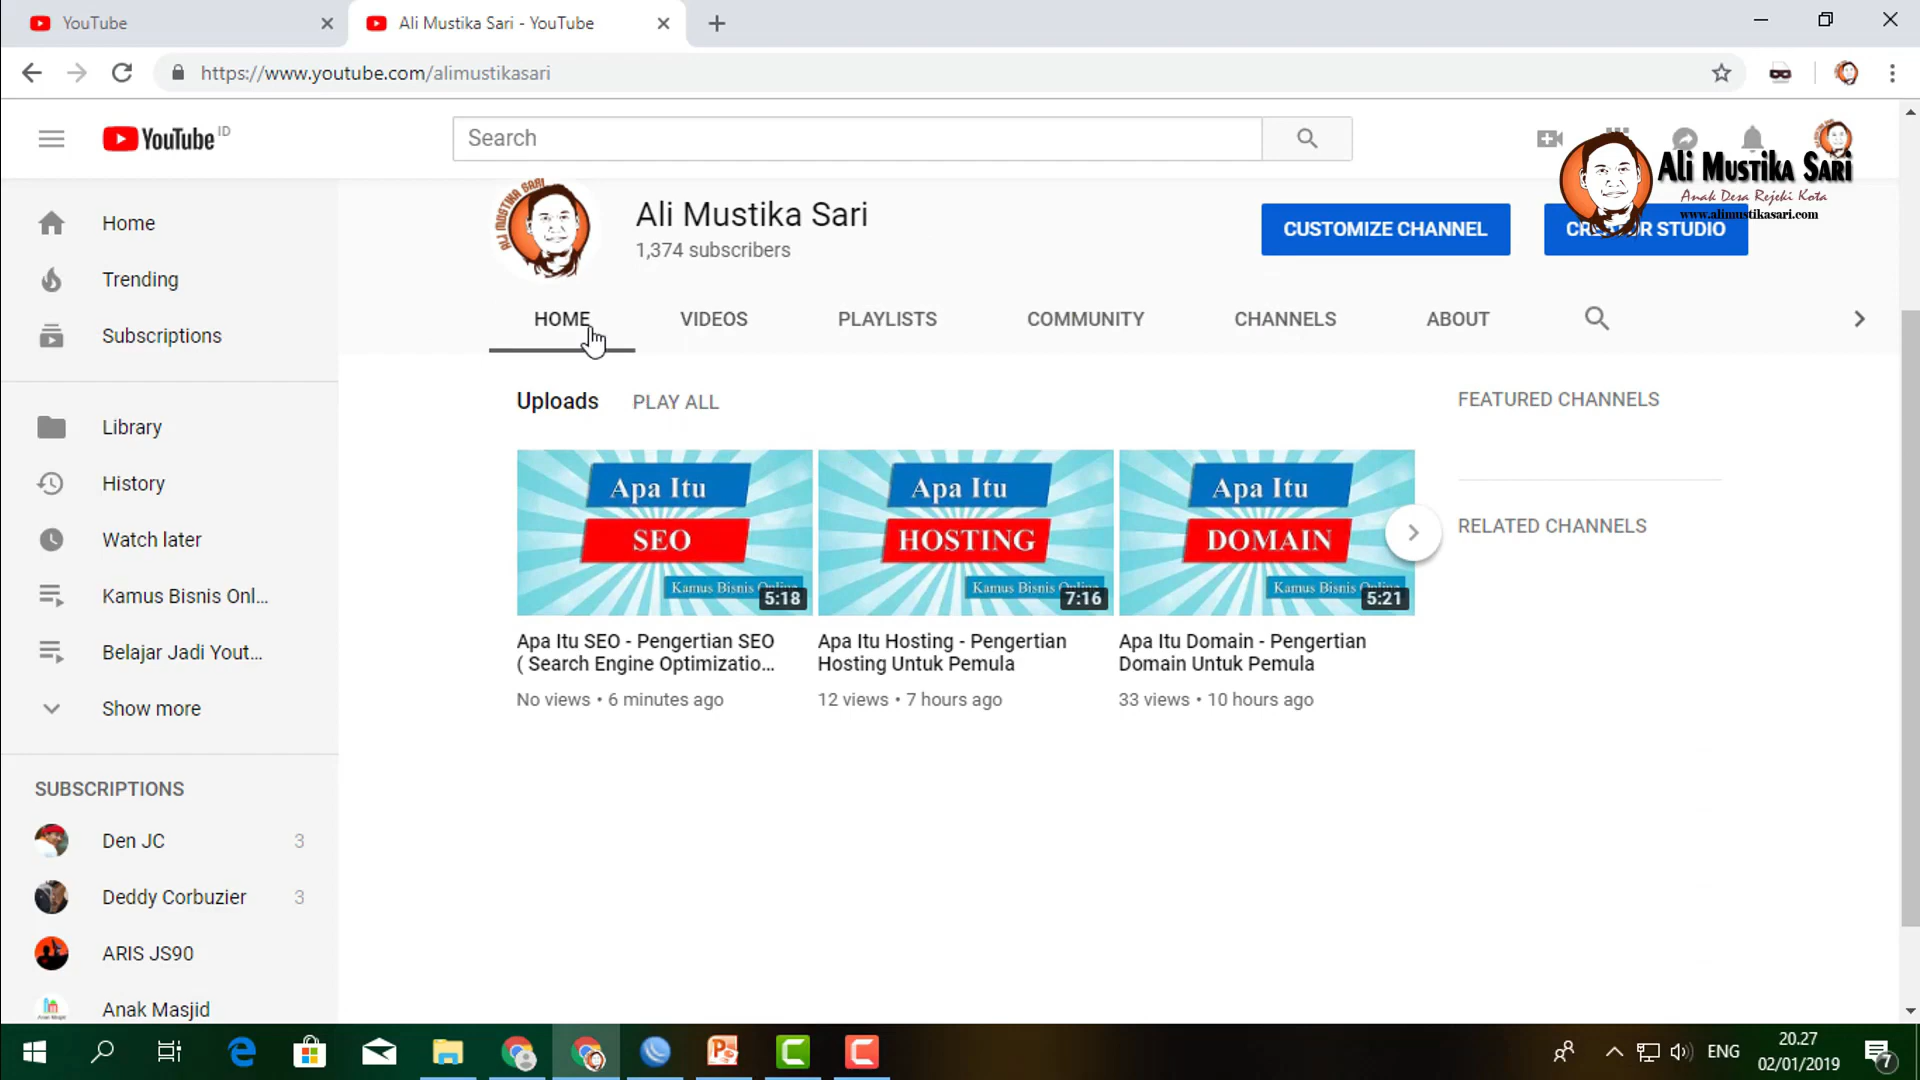 YouTube
Ali Mustika Sari - YouTube
https://www.youtube.com/alimustikasari
YouTube ID
Search
Ali Mustika Sari
Anak Desa Rejeki Kota
www.alimustikasari.com
ALI MUSTIKA SARI
Ali Mustika Sari
1,374 subscribers
CUSTOMIZE CHANNEL
STUDIO
HOME
VIDEOS
PLAYLISTS
COMMUNITY
CHANNELS
ABOUT
Home
Trending
Subscriptions
Library
History
Watch later
Kamus Bisnis Onl...
Belajar Jadi Yout...
Show more
SUBSCRIPTIONS
Den JC 3
Deddy Corbuzier 3
ARIS JS90
Anak Masjid
Uploads
PLAY ALL
Apa Itu
SEO
Kamus Bisnis Online
5:18
Apa Itu SEO - Pengertian SEO
( Search Engine Optimizatio...
No views • 6 minutes ago
Apa Itu
HOSTING
Kamus Bisnis Online
7:16
Apa Itu Hosting - Pengertian
Hosting Untuk Pemula
12 views • 7 hours ago
Apa Itu
DOMAIN
Kamus Bisnis Online
5:21
Apa Itu Domain - Pengertian
Domain Untuk Pemula
33 views • 10 hours ago
FEATURED CHANNELS
RELATED CHANNELS
ENG
20.27
02/01/2019
7